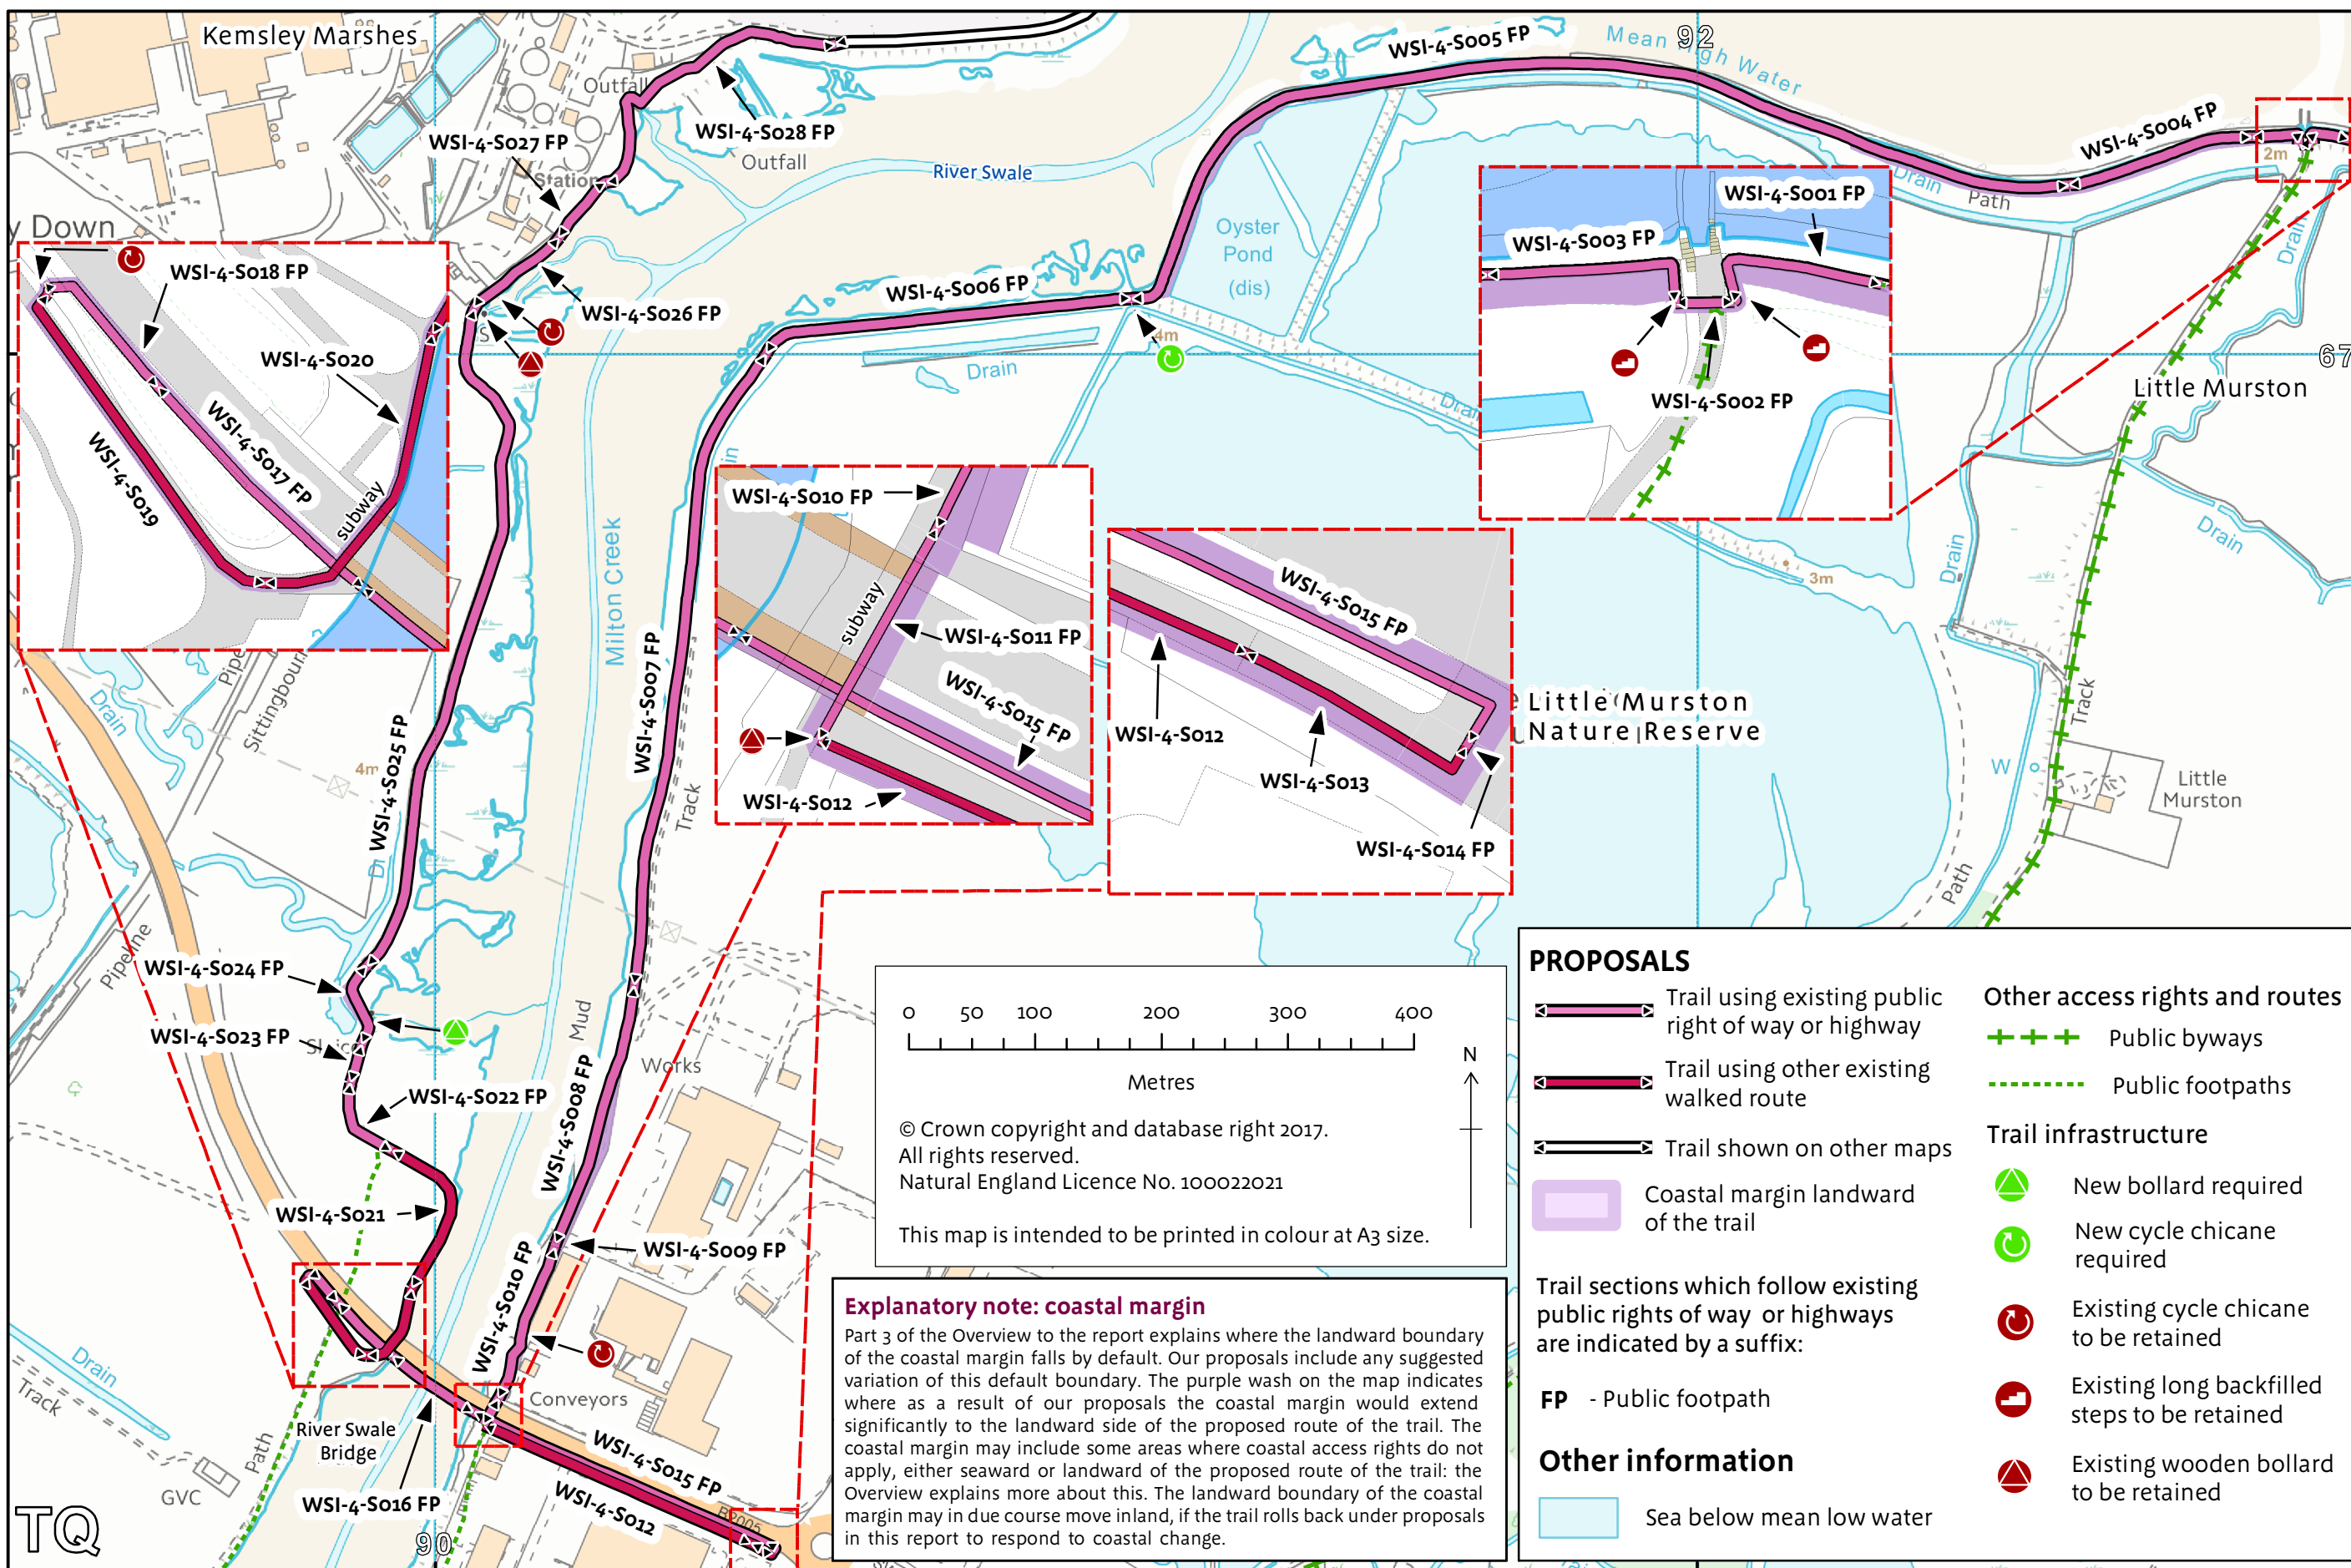 Kemsley Marshes
Outfall
WSI-4-S028 FP
Outfall
WSI-4-S027 FP
Station
River Swale
WSI-4-S005 FP
Mean High Water
92
WSI-4-S004 FP
2m
Drain
Path
y Down
WSI-4-S018 FP
WSI-4-S020
WSI-4-S017 FP
WSI-4-S019
subway
WSI-4-S026 FP
WSI-4-S006 FP
Oyster
Pond
(dis)
4m
Drain
WSI-4-S001 FP
WSI-4-S003 FP
WSI-4-S002 FP
Drain
67
Little Murston
Drain
Drain
3m
Milton Creek
WSI-4-S010 FP
subway
WSI-4-S011 FP
WSI-4-S015 FP
WSI-4-S012
WSI-4-S015 FP
WSI-4-S012
WSI-4-S013
WSI-4-S014 FP
Little Murston
Nature Reserve
Track
W
Little
Murston
Path
Drain
Pipe
Sittingbour
4m
WSI-4-S025 FP
WSI-4-S007 FP
Track
Pipeline
WSI-4-S024 FP
WSI-4-S023 FP
WSI-4-S022 FP
Mud
Works
WSI-4-S008 FP
WSI-4-S021
WSI-4-S009 FP
WSI-4-S010 FP
Conveyors
Drain
Track
River Swale
Bridge
Path
GVC
WSI-4-S016 FP
WSI-4-S015 FP
WSI-4-S012
B2005
TQ
90
0 50 100 200 300 400
Metres
N
© Crown copyright and database right 2017.
All rights reserved.
Natural England Licence No. 100022021
This map is intended to be printed in colour at A3 size.
Explanatory note: coastal margin
Part 3 of the Overview to the report explains where the landward boundary
of the coastal margin falls by default. Our proposals include any suggested
variation of this default boundary. The purple wash on the map indicates
where as a result of our proposals the coastal margin would extend
significantly to the landward side of the proposed route of the trail. The
coastal margin may include some areas where coastal access rights do not
apply, either seaward or landward of the proposed route of the trail: the
Overview explains more about this. The landward boundary of the coastal
margin may in due course move inland, if the trail rolls back under proposals
in this report to respond to coastal change.
PROPOSALS
Trail using existing public
right of way or highway
Trail using other existing
walked route
Trail shown on other maps
Coastal margin landward
of the trail
Trail sections which follow existing
public rights of way or highways
are indicated by a suffix:
FP - Public footpath
Other information
Sea below mean low water
Other access rights and routes
Public byways
Public footpaths
Trail infrastructure
New bollard required
New cycle chicane
required
Existing cycle chicane
to be retained
Existing long backfilled
steps to be retained
Existing wooden bollard
to be retained